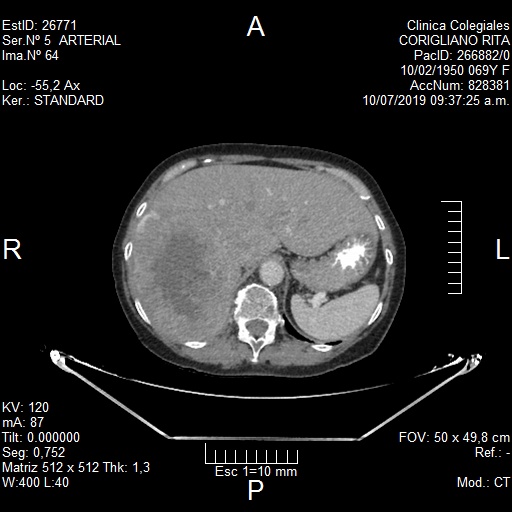 EstID: 26771
Ser.Nº 5 ARTERIAL
Ima.Nº 64
Loc: -55,2 Ax
Ker.: STANDARD
A
Clinica Colegiales
CORIGLIANO RITA
PacID: 266882/0
10/02/1950 069Y F
AccNum: 828381
10/07/2019 09:37:25 a.m.
R
L
KV: 120
mA: 87
Tilt: 0.000000
Seg: 0,752
Matriz 512 x 512 Thk: 1,3
W:400 L:40
Esc 1=10 mm
P
FOV: 50 x 49,8 cm
Ref.: -
Mod.: CT